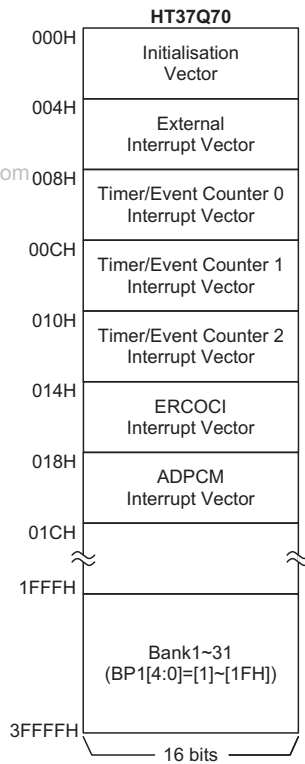 HT37Q70
000H
Initialisation
Vector
004H
External
Interrupt Vector
om
008H
Timer/Event Counter 0
Interrupt Vector
00CH
Timer/Event Counter 1
Interrupt Vector
010H
Timer/Event Counter 2
Interrupt Vector
014H
ERCOCI
Interrupt Vector
018H
ADPCM
Interrupt Vector
01CH
1FFFH
Bank1~31
(BP1[4:0]=[1]~[1FH])
3FFFFH
16 bits